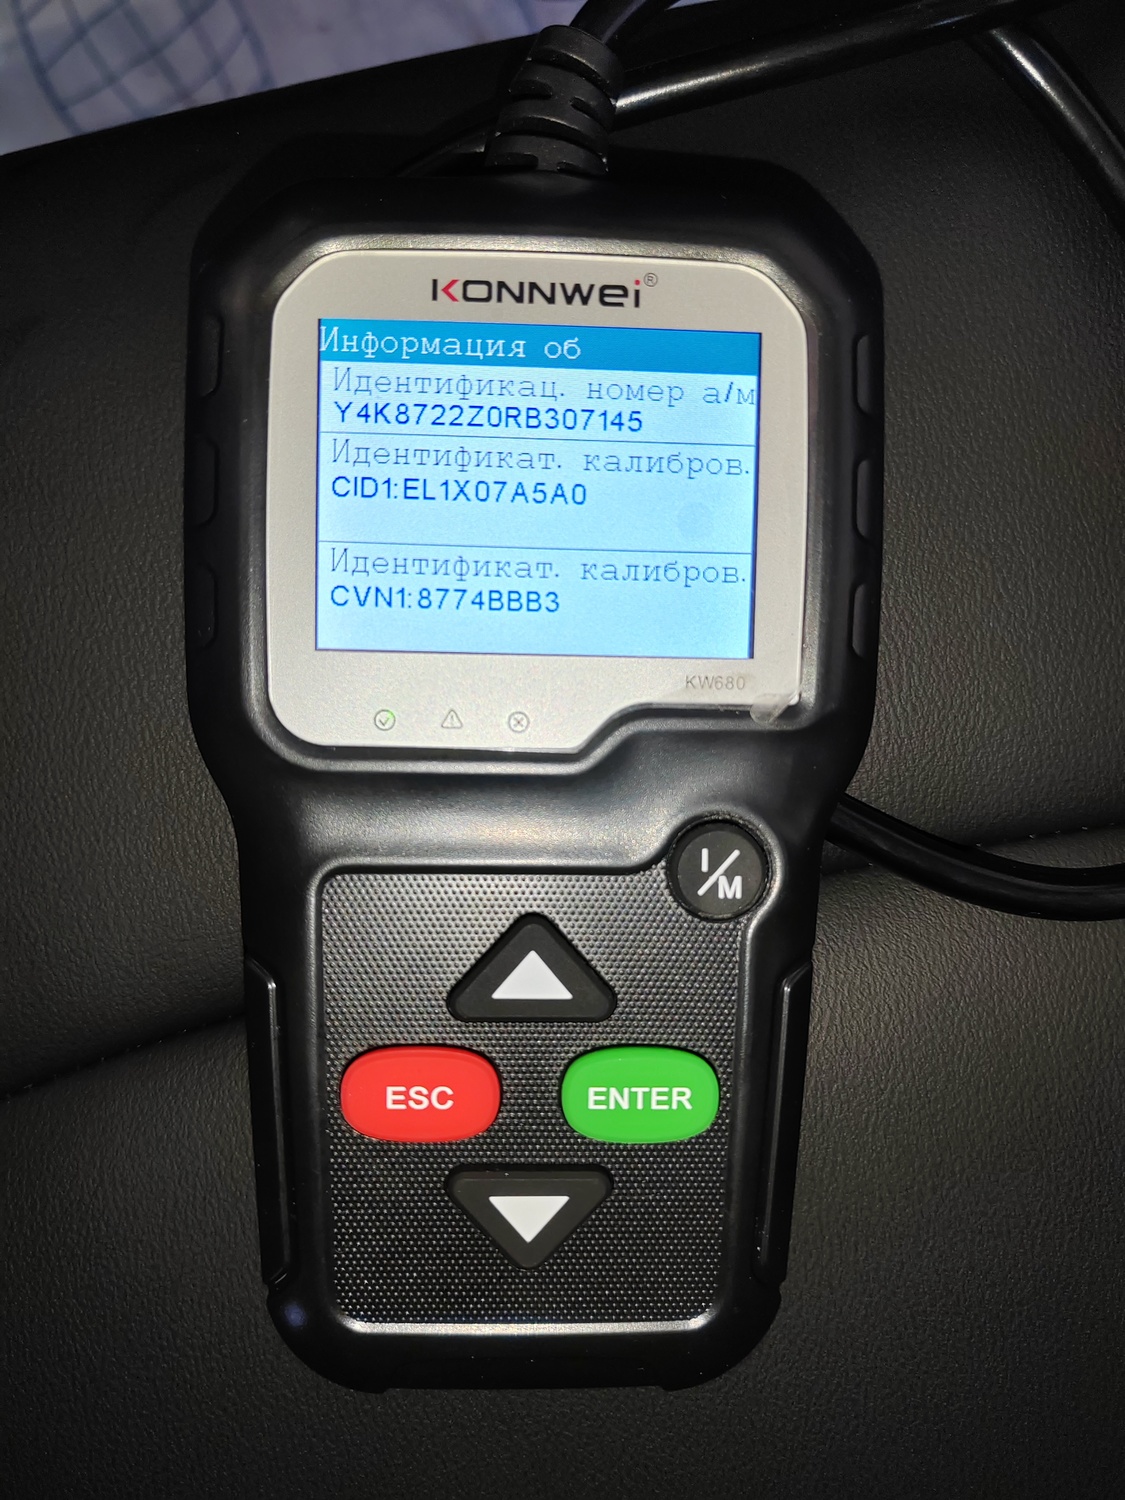 KONNWEI®
Информация об
Идентификац. номер а/м
Y4K8722Z0RB307145
Идентификат. калибров.
CID1:EL1X07A5A0
Идентификат. калибров.
CVN1:8774BBB3
KW680
I/M
ESC
ENTER